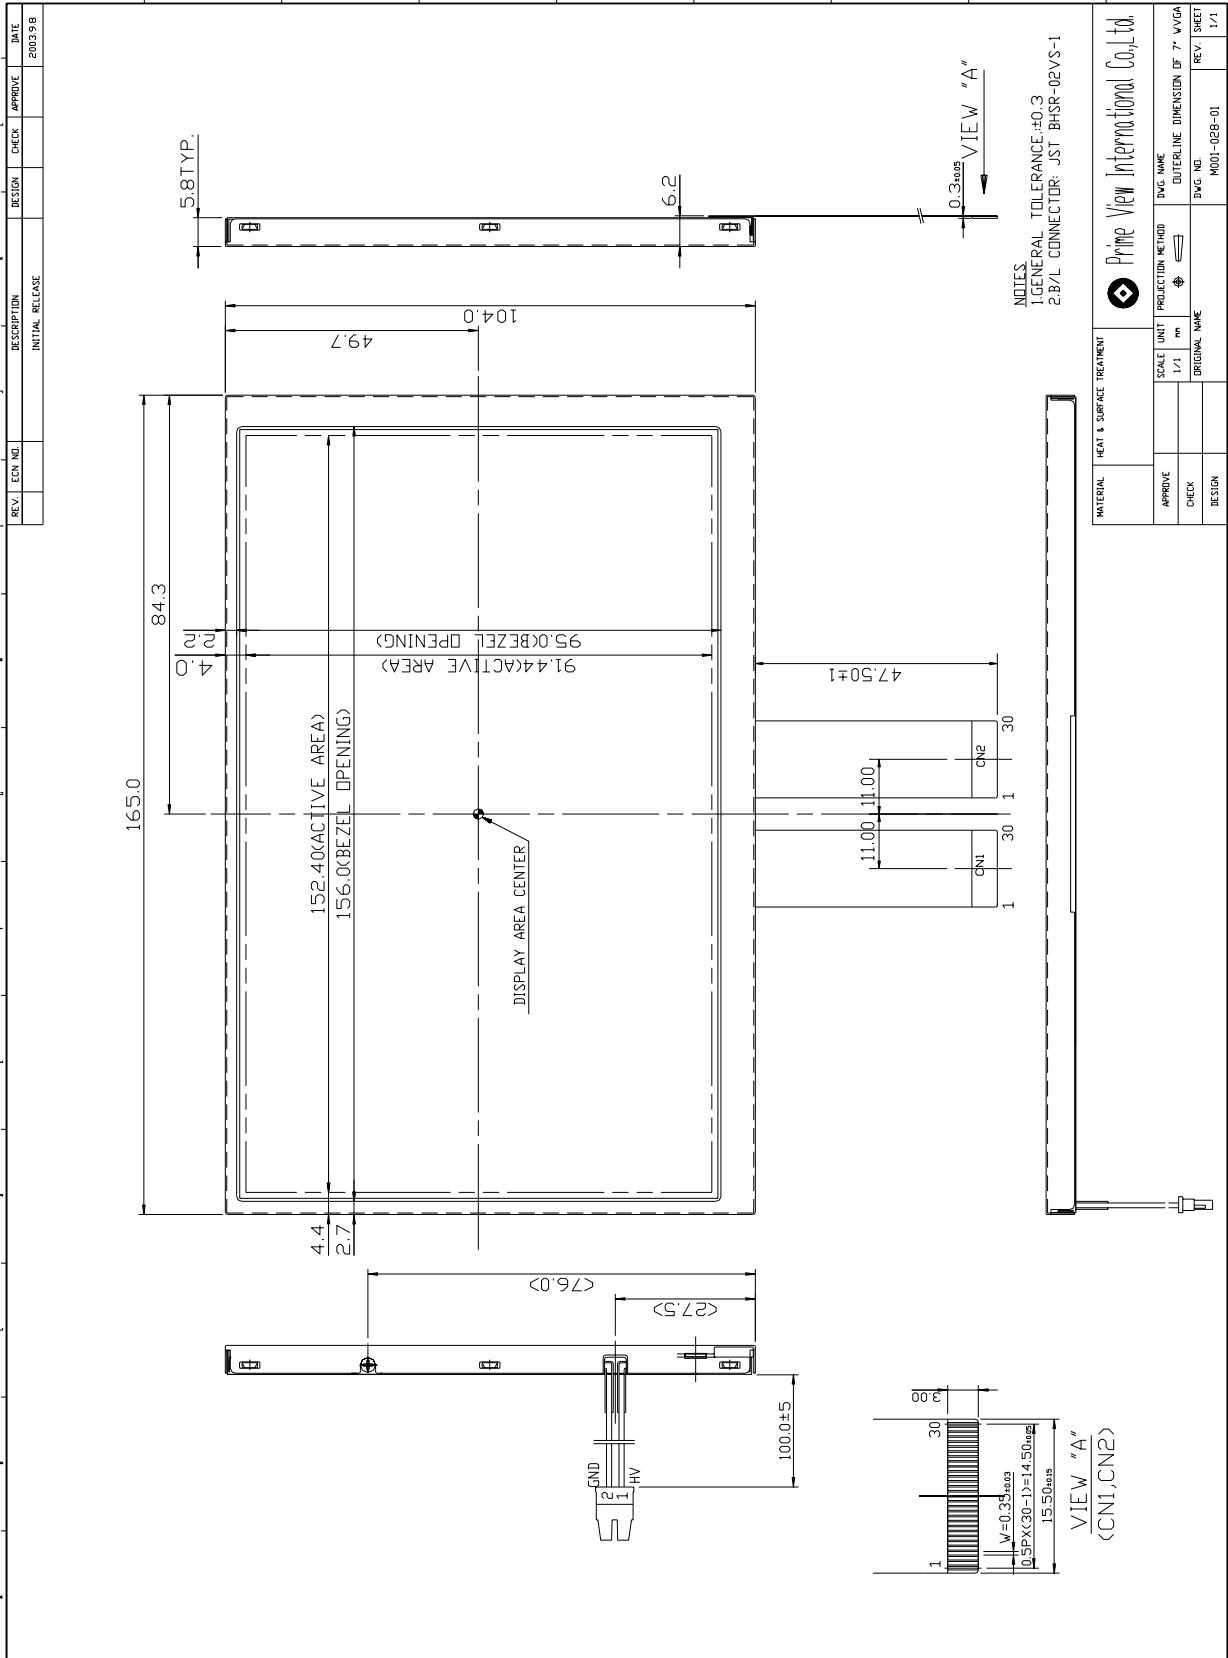 REV.
ECN NO.
DESCRIPTION
DESIGN
CHECK
APPROVE
DATE
INITIAL RELEASE
2003.9.8
165.0
84.3
5.8TYP.
6.2
0.3±0.05
VIEW "A"
104.0
49.7
2.2
4.0
95.0(BEZEL OPENING)
91.44(ACTIVE AREA)
152.40(ACTIVE AREA)
156.0(BEZEL OPENING)
4.4
2.7
DISPLAY AREA CENTER
47.50±1
11.00
11.00
CN1
CN2
1
30
1
30
(76.0)
(27.5)
100.0±5
GND
2
1
HV
3.00
1
30
W=0.35±0.03
0.5PX(30-1)=14.50±0.05
15.50±0.15
VIEW "A"
(CN1,CN2)
NOTES
1.GENERAL TOLERANCE:±0.3
2.B/L CONNECTOR: JST BHSR-02VS-1
MATERIAL
HEAT & SURFACE TREATMENT
Prime View International Co.,Ltd.
APPROVE
CHECK
DESIGN
SCALE
1/1
UNIT
mm
PROJECTION METHOD
ORIGINAL NAME
DWG. NAME
OUTERLINE DIMENSION OF 7" WVGA
DWG. NO.
M001-028-01
REV.
SHEET
1/1